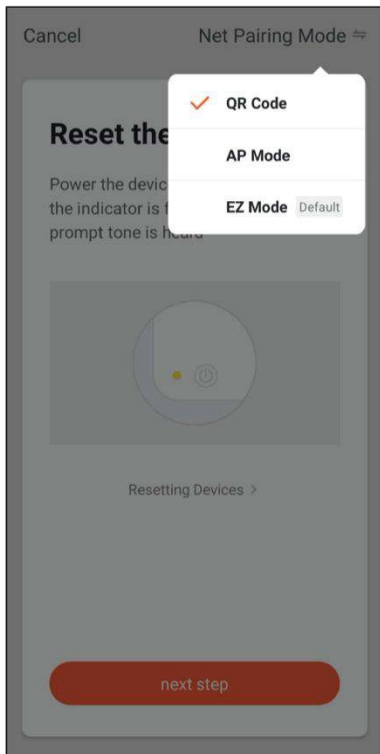 Cancel
Net Pairing Mode
QR Code
AP Mode
EZ Mode Default
Reset the
Power the devic
the indicator is f
prompt tone is heard
Resetting Devices >
next step